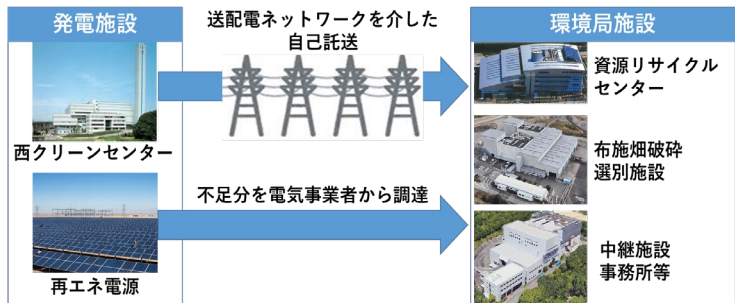 発電施設
西クリーンセンター
再エネ電源
送配電ネットワークを介した
自己託送
不足分を電気事業者から調達
環境局施設
資源リサイクル
センター
布施畑破砕
選別施設
中継施設
事務所等